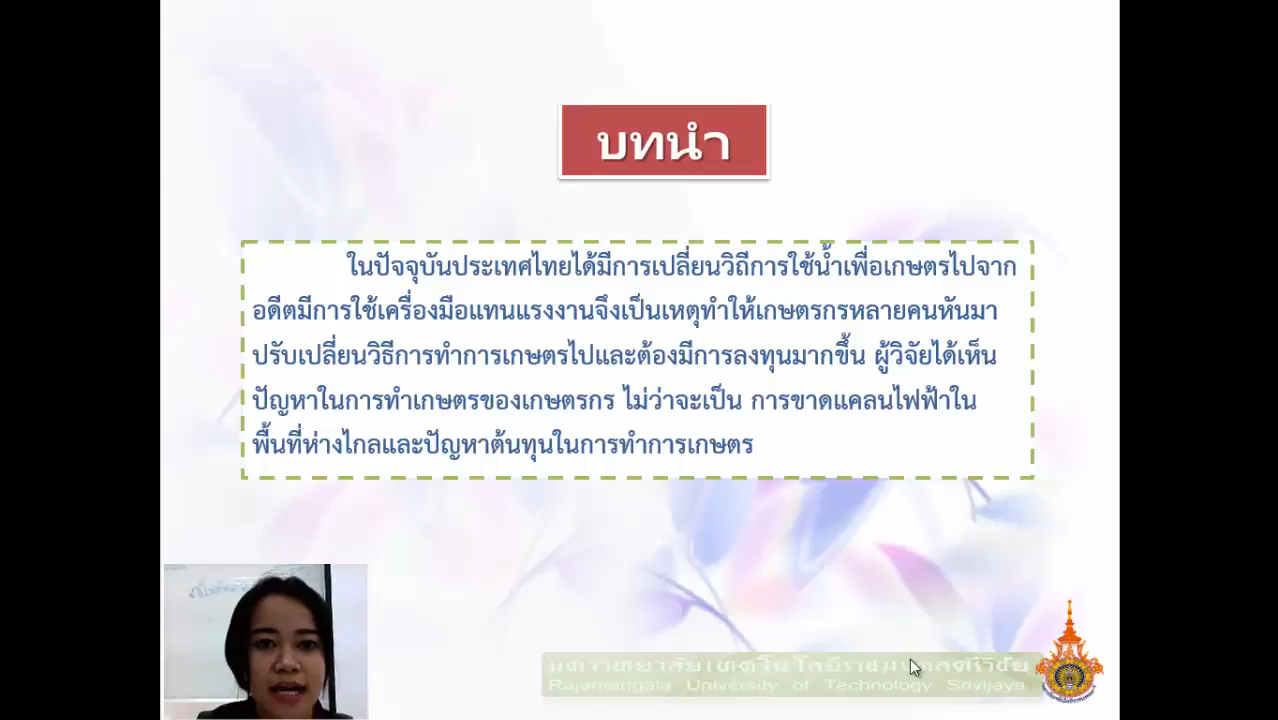 บทนำ
ในปัจจุบันประเทศไทยได้มีการเปลี่ยนวิถีการใช้น้ำเพื่อเกษตรไปจาก
อดีตมีการใช้เครื่องมือแทนแรงงานจึงเป็นเหตุทำให้เกษตรกรหลายคนหันมา
ปรับเปลี่ยนวิธีการทำการเกษตรไปและต้องมีการลงทุนมากขึ้น ผู้วิจัยได้เห็น
ปัญหาในการทำเกษตรของเกษตรกร ไม่ว่าจะเป็น การขาดแคลนไฟฟ้าใน
พื้นที่ห่างไกลและปัญหาต้นทุนในการทำการเกษตร
มหาวิทยาลัยเทคโนโลยีราชมงคลศรีวิชัย
Rajamangala University of Technology Srivijaya